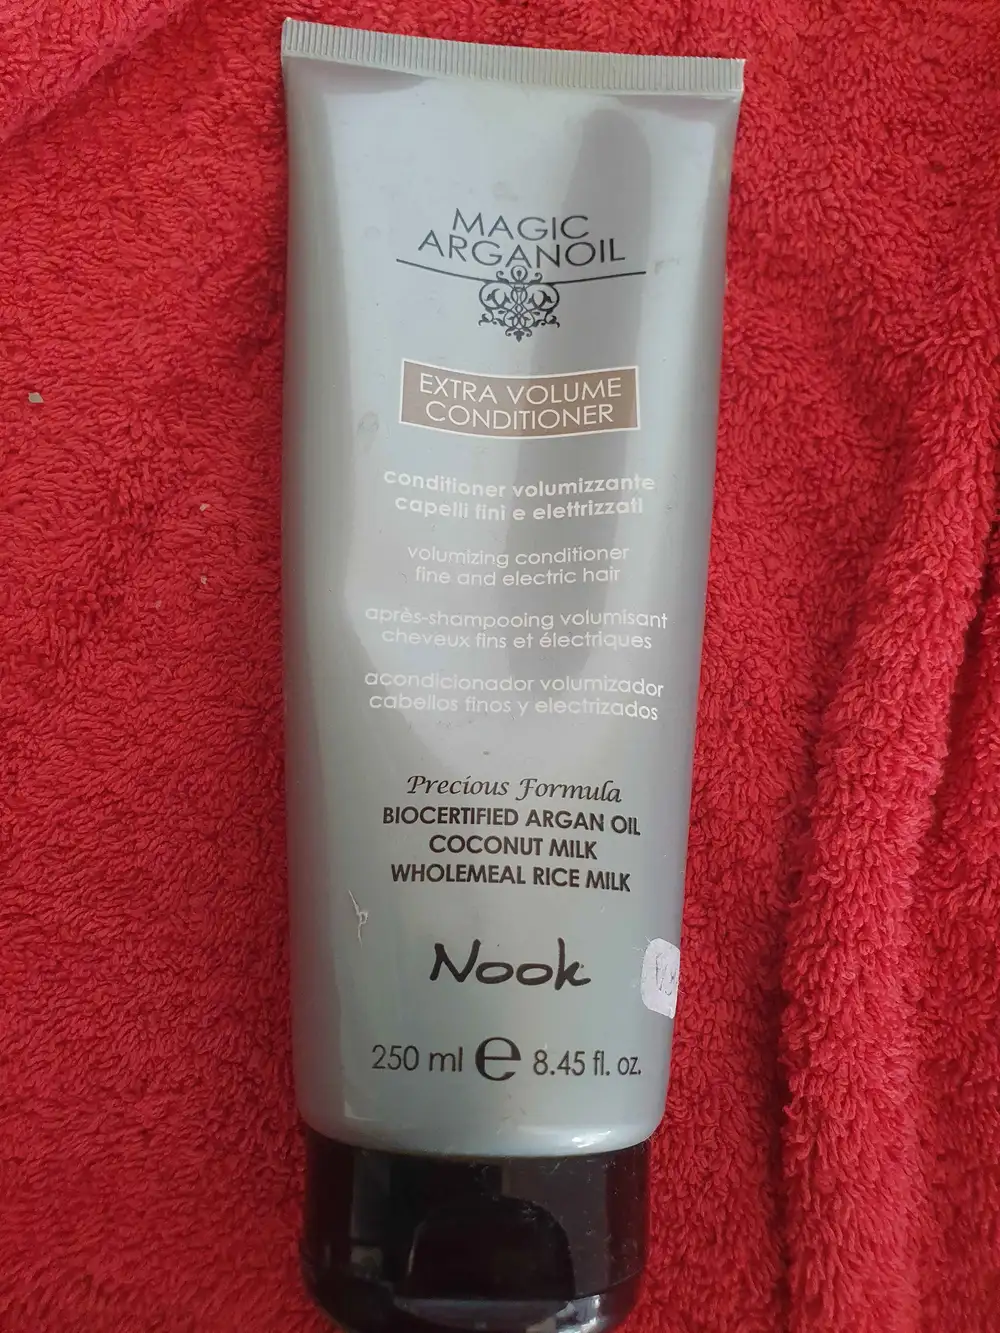 MAGIC
ARGANOIL
EXTRA VOLUME
CONDITIONER
conditioner volumizzante
capelli fini e elettrizzati
volumizing conditioner
fine and electric hair
après-shampooing volumisant
cheveux fins et électriques
acondicionador volumizador
cabellos finos y electrizados
Precious Formula
BIOCERTIFIED ARGAN OIL
COCONUT MILK
WHOLEMEAL RICE MILK
Nook
250 ml e 8.45 fl. oz.